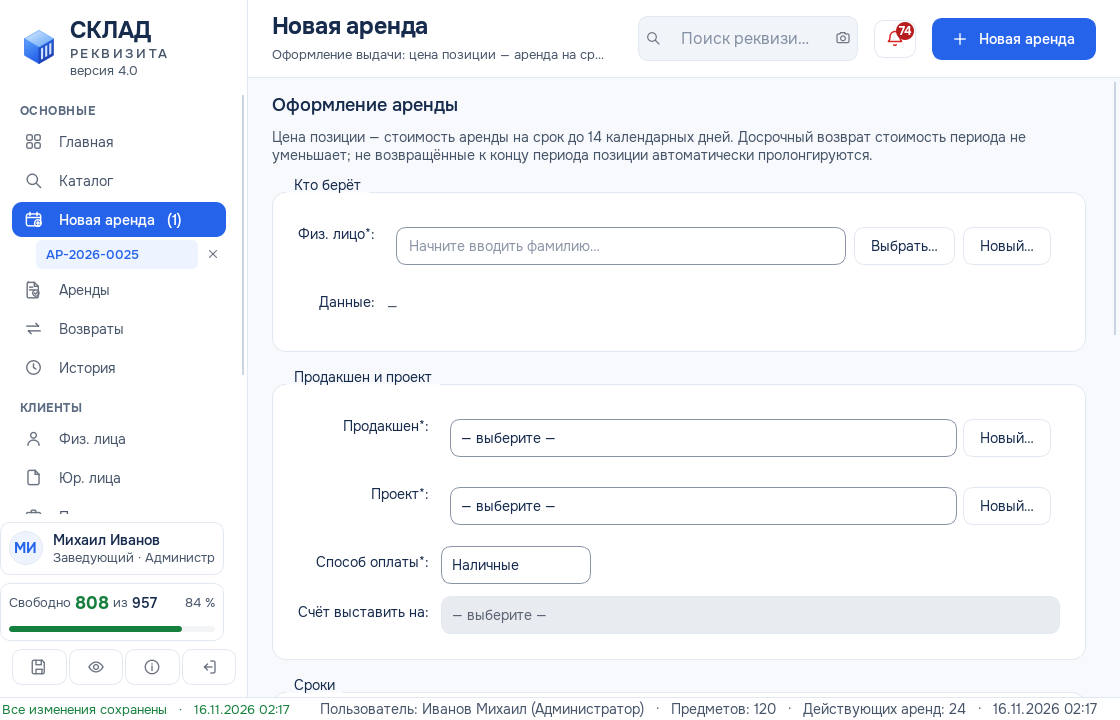 СКЛАД
РЕКВИЗИТА
версия 4.0
ОСНОВНЫЕ
Главная
Каталог
Новая аренда (1)
АР-2026-0025
Аренды
Возвраты
История
КЛИЕНТЫ
Физ. лица
Юр. лица
МИ
Михаил Иванов
Заведующий · Администр
Свободно 808 из 957 84 %
Новая аренда
Оформление выдачи: цена позиции — аренда на ср…
Поиск реквизи…
74
Новая аренда
Оформление аренды
Цена позиции — стоимость аренды на срок до 14 календарных дней. Досрочный возврат стоимость периода не
уменьшает; не возвращённые к концу периода позиции автоматически пролонгируются.
Кто берёт
Физ. лицо*: Начните вводить фамилию… Выбрать… Новый…
Данные: —
Продакшен и проект
Продакшен*: — выберите — Новый…
Проект*: — выберите — Новый…
Способ оплаты*: Наличные
Счёт выставить на: — выберите —
Сроки
Все изменения сохранены · 16.11.2026 02:17 Пользователь: Иванов Михаил (Администратор) · Предметов: 120 · Действующих аренд: 24 · 16.11.2026 02:17